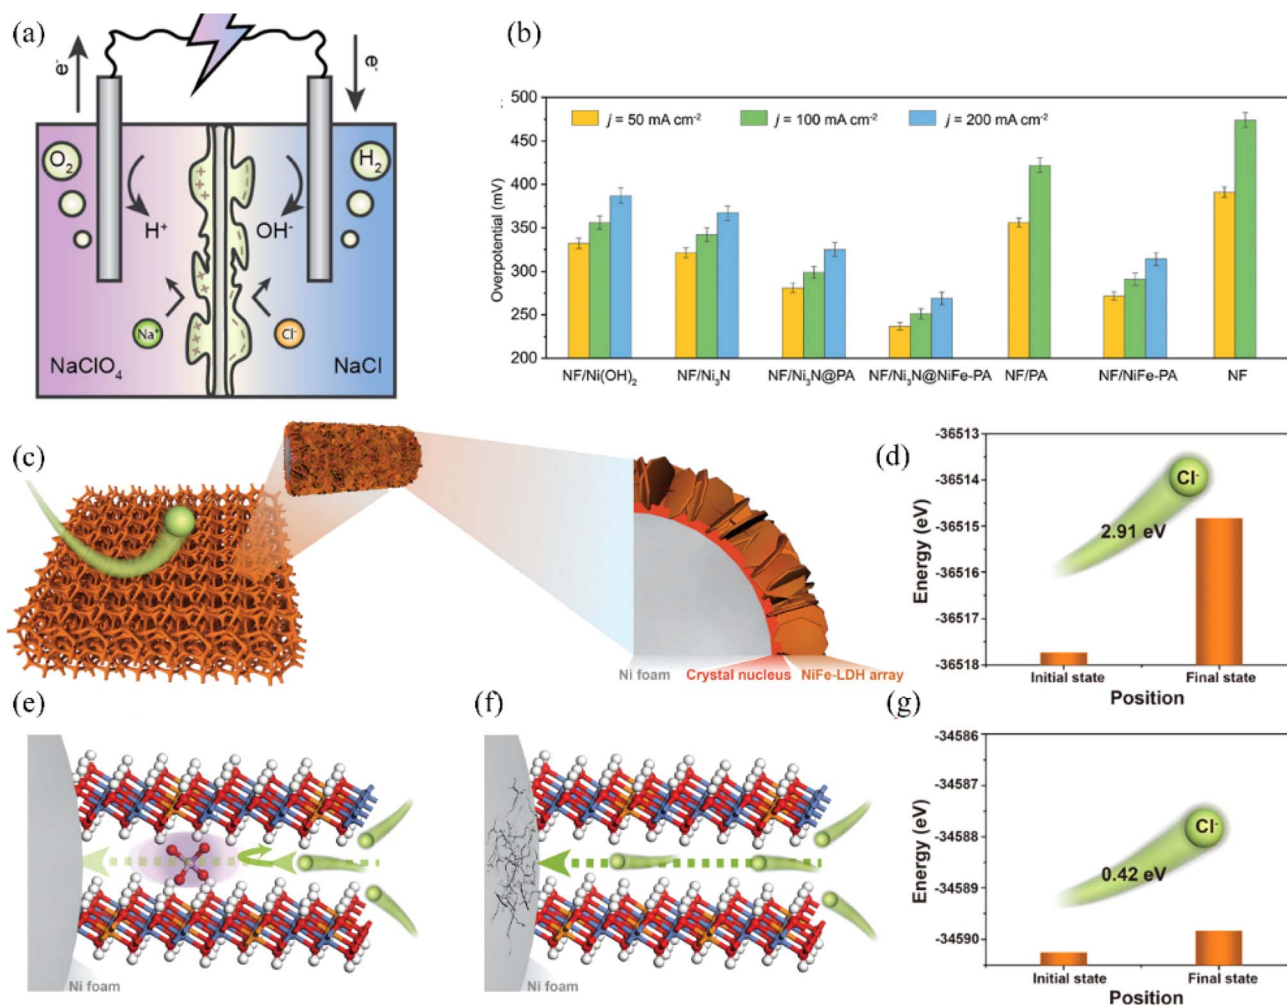 (a)
e⁻
e⁻
O₂
H₂
H⁺
OH⁻
Na⁺
Cl⁻
NaClO₄
NaCl
(b)
Overpotential (mV)
500
450
400
350
300
250
200
j = 50 mA cm⁻²
j = 100 mA cm⁻²
j = 200 mA cm⁻²
NF/Ni(OH)₂
NF/Ni₃N
NF/Ni₃N@PA
NF/Ni₃N@NiFe-PA
NF/PA
NF/NiFe-PA
NF
(c)
Ni foam
Crystal nucleus
NiFe-LDH array
(d)
Energy (eV)
-36513
-36514
-36515
-36516
-36517
-36518
Cl⁻
2.91 eV
Initial state
Final state
Position
(e)
Ni foam
(f)
Ni foam
(g)
Energy (eV)
-34586
-34587
-34588
-34589
-34590
Cl⁻
0.42 eV
Initial state
Final state
Position